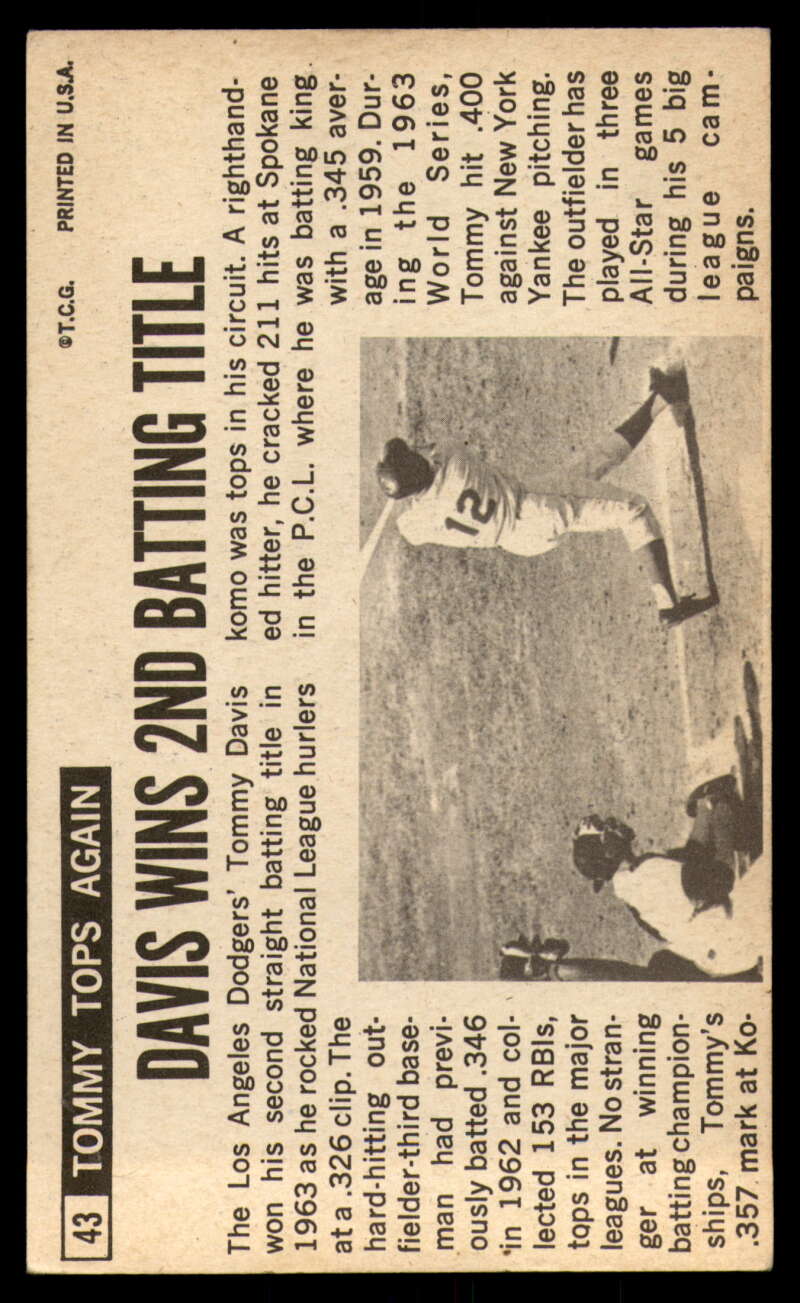 43 TOMMY TOPS AGAIN
©T.C.G. PRINTED IN U.S.A.
DAVIS WINS 2ND BATTING TITLE
The Los Angeles Dodgers' Tommy Davis
won his second straight batting title in
1963 as he rocked National League hurlers
at a .326 clip. The
hard-hitting out-
fielder-third base-
man had previ-
ously batted .346
in 1962 and col-
lected 153 RBIs,
tops in the major
leagues. No stran-
ger at winning
batting champion-
ships, Tommy's
.357 mark at Ko-
komo was tops in his circuit. A righthand-
ed hitter, he cracked 211 hits at Spokane
in the P.C.L. where he was batting king
with a .345 aver-
age in 1959. Dur-
ing the 1963
World Series,
Tommy hit .400
against New York
Yankee pitching.
The outfielder has
played in three
All-Star games
during his 5 big
league cam-
paigns.
12